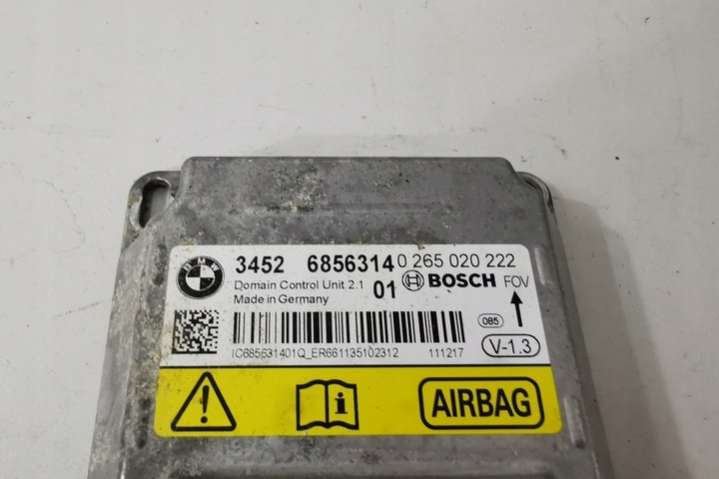 BMW
3452 6856314 0 265 020 222
Domain Control Unit 2.1 01 BOSCH FOV
Made in Germany
085
IC685631401Q_ER661135102312 111217
V-1.3
AIRBAG